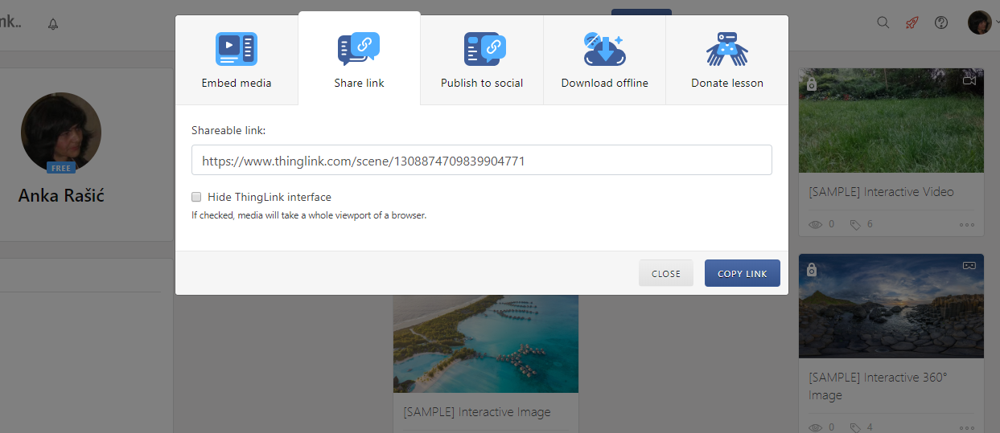 nk..
Embed media
Share link
Publish to social
Download offline
Donate lesson
Shareable link:
https://www.thinglink.com/scene/1308874709839904771
Hide ThingLink interface
If checked, media will take a whole viewport of a browser.
CLOSE
COPY LINK
FREE
Anka Rašić
[SAMPLE] Interactive Image
[SAMPLE] Interactive Video
0
6
[SAMPLE] Interactive 360°
Image
0
4